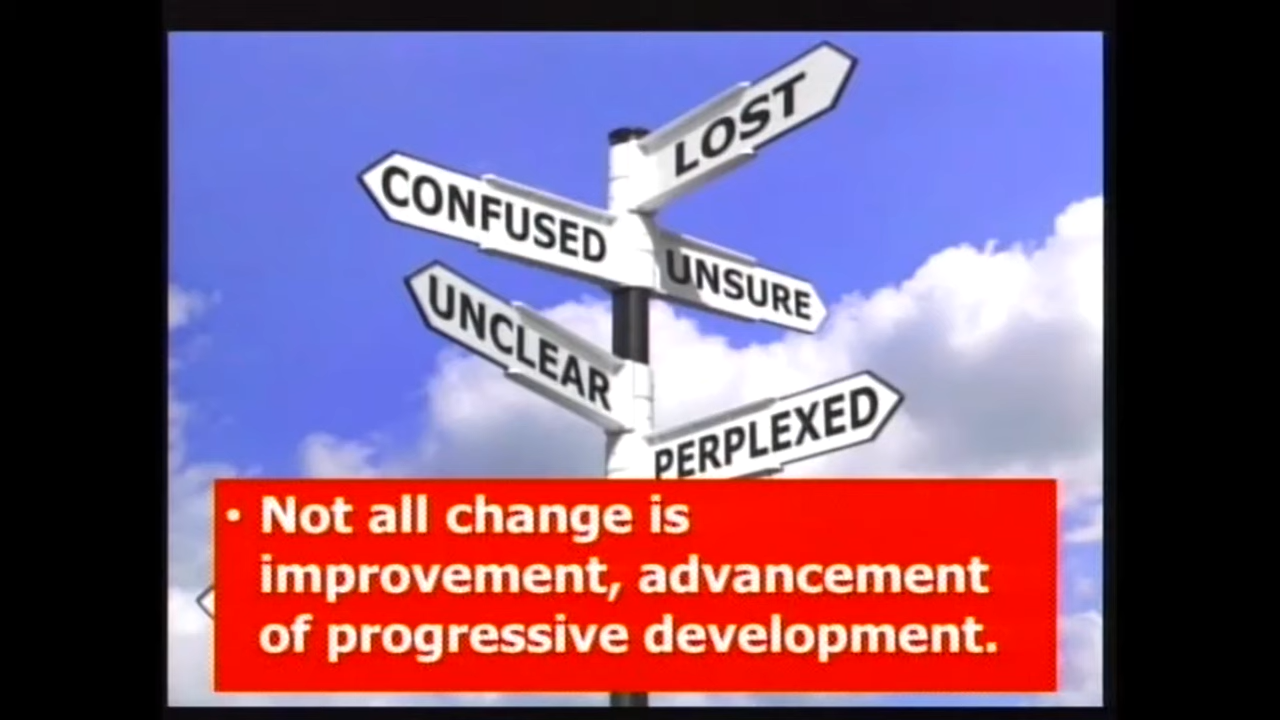 LOST
CONFUSED
UNSURE
UNCLEAR
PERPLEXED
• Not all change is
improvement, advancement
of progressive development.